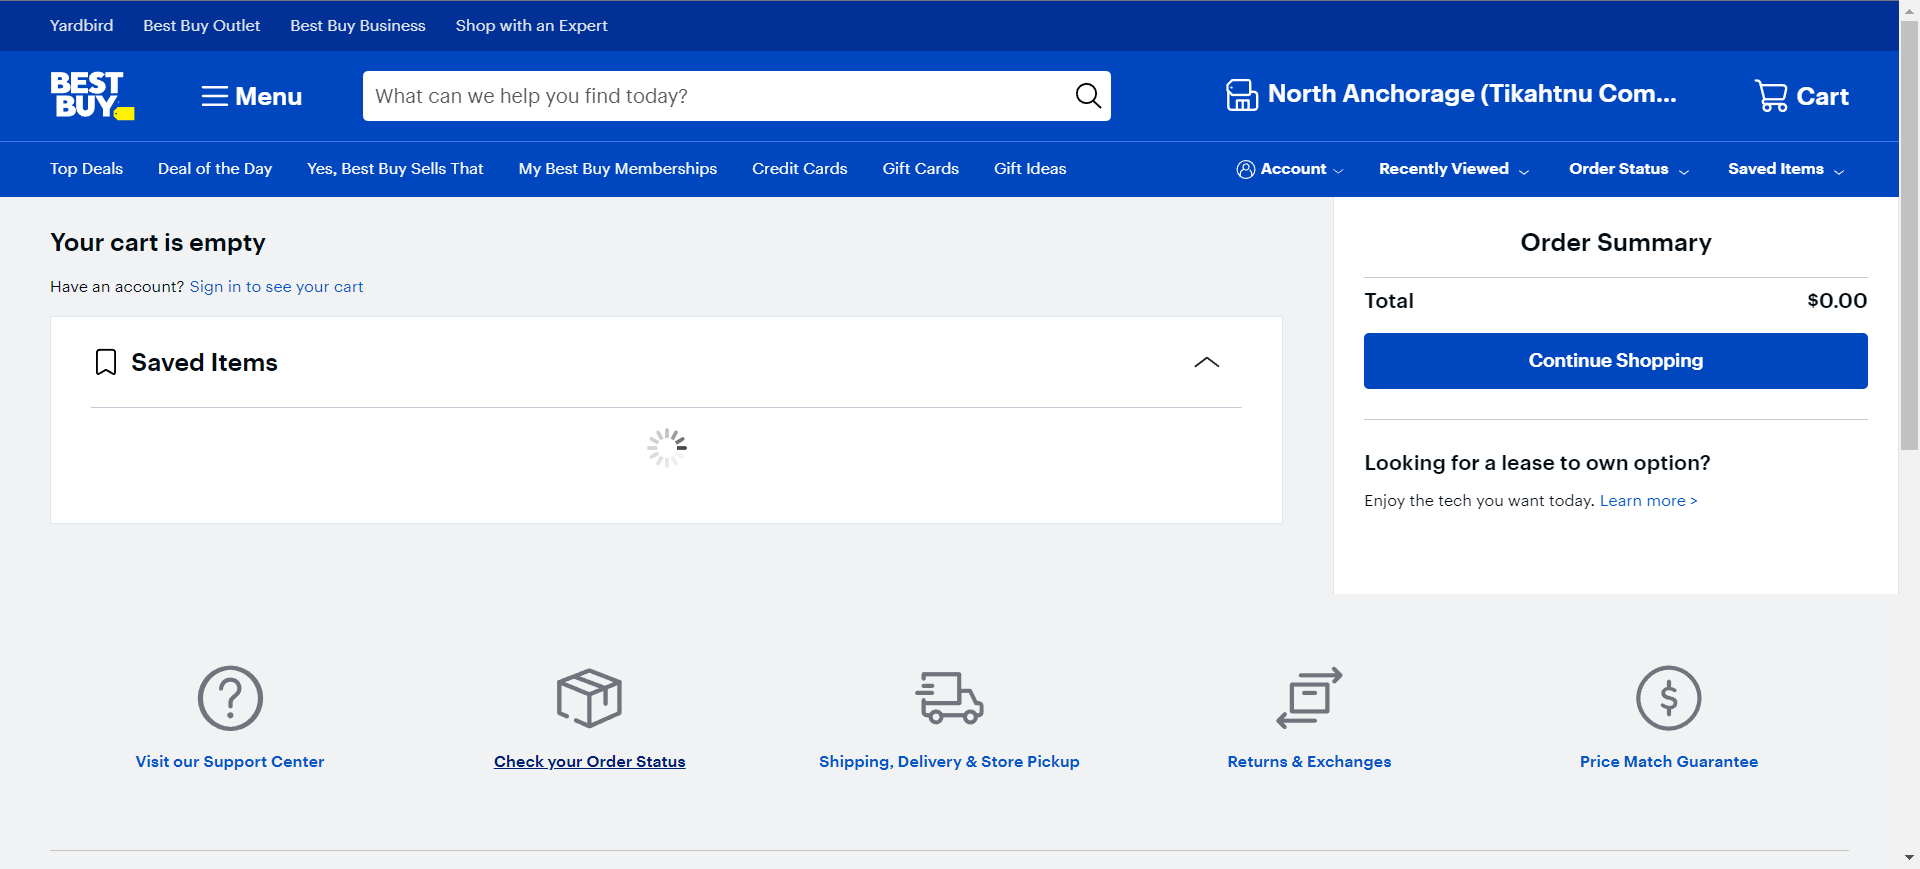 Yardbird Best Buy Outlet Best Buy Business Shop with an Expert
BEST BUY
Menu
What can we help you find today?
North Anchorage (Tikahtnu Com...
Cart
Top Deals Deal of the Day Yes, Best Buy Sells That My Best Buy Memberships Credit Cards Gift Cards Gift Ideas Account Recently Viewed Order Status Saved Items
Your cart is empty
Have an account? Sign in to see your cart
Saved Items
Order Summary
Total $0.00
Continue Shopping
Looking for a lease to own option?
Enjoy the tech you want today. Learn more >
Visit our Support Center
Check your Order Status
Shipping, Delivery & Store Pickup
Returns & Exchanges
Price Match Guarantee